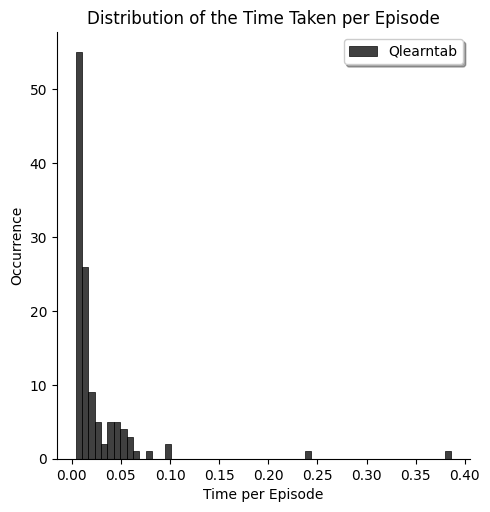 Distribution of the Time Taken per Episode
Qlearntab
Occurrence
50
40
30
20
10
0
0.00 0.05 0.10 0.15 0.20 0.25 0.30 0.35 0.40
Time per Episode